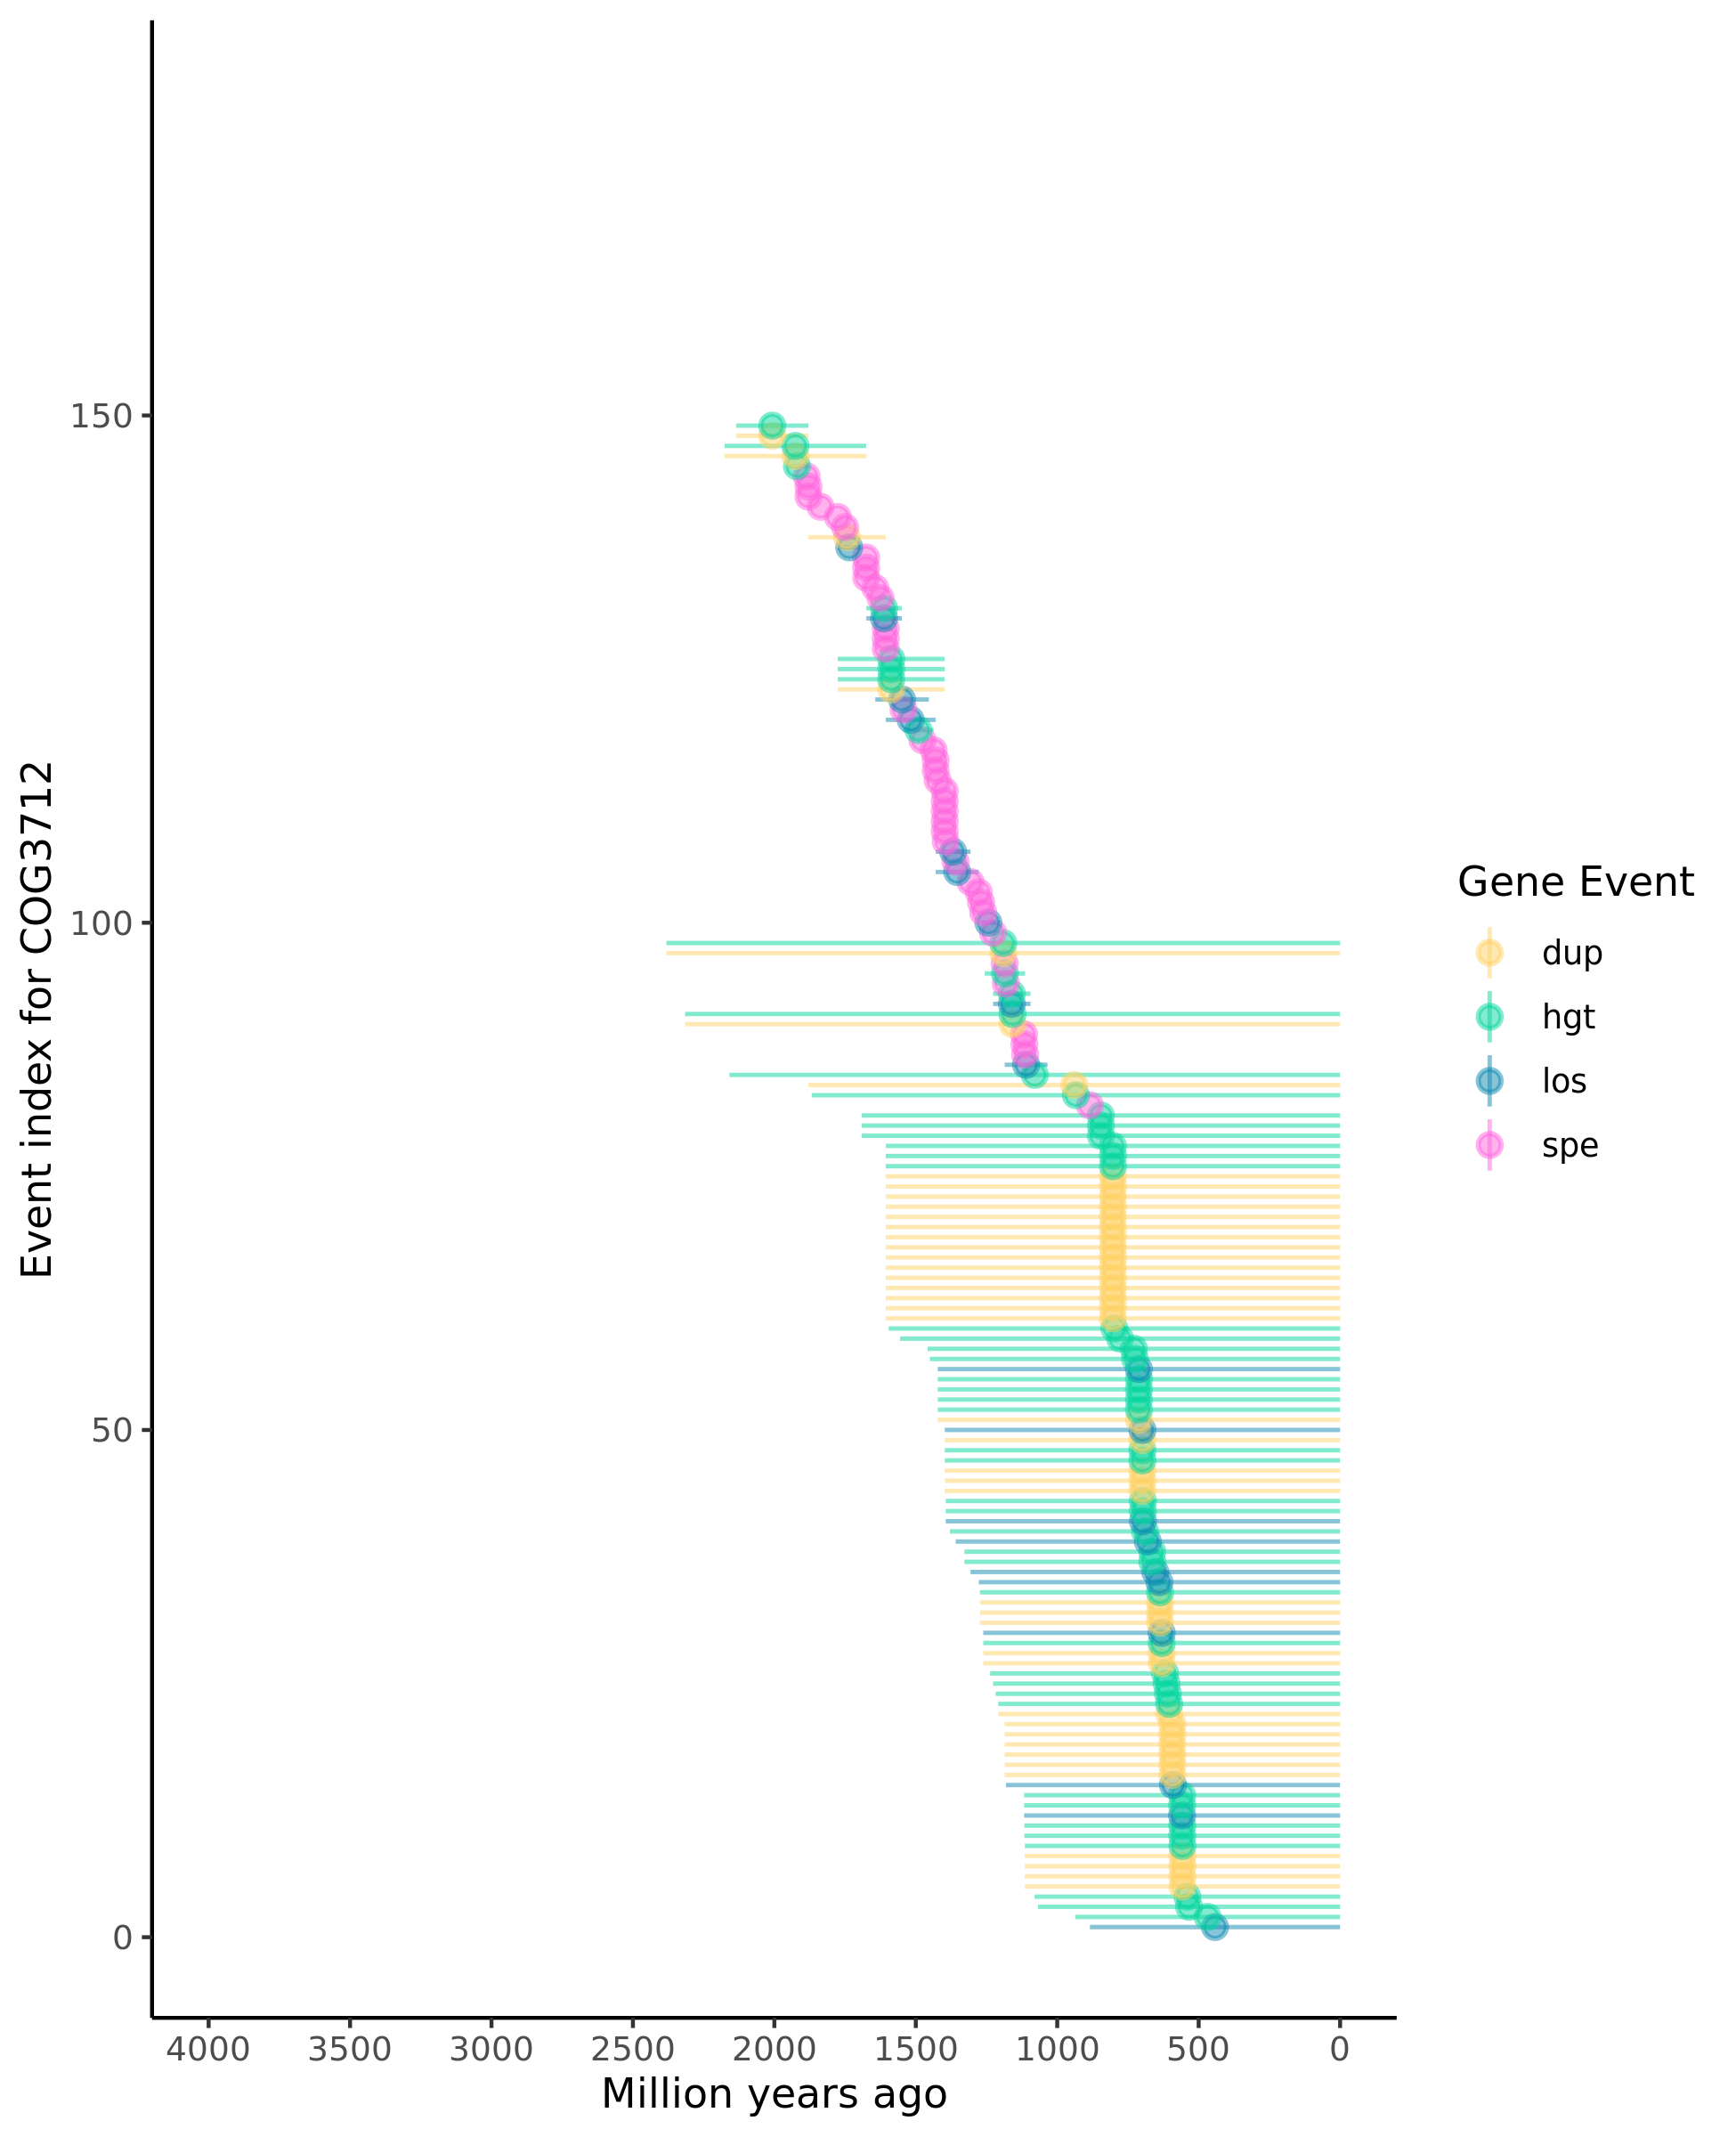 Event index for COG3712
150
100
50
0
4000 3500 3000 2500 2000 1500 1000 500 0
Million years ago
Gene Event
dup
hgt
los
spe